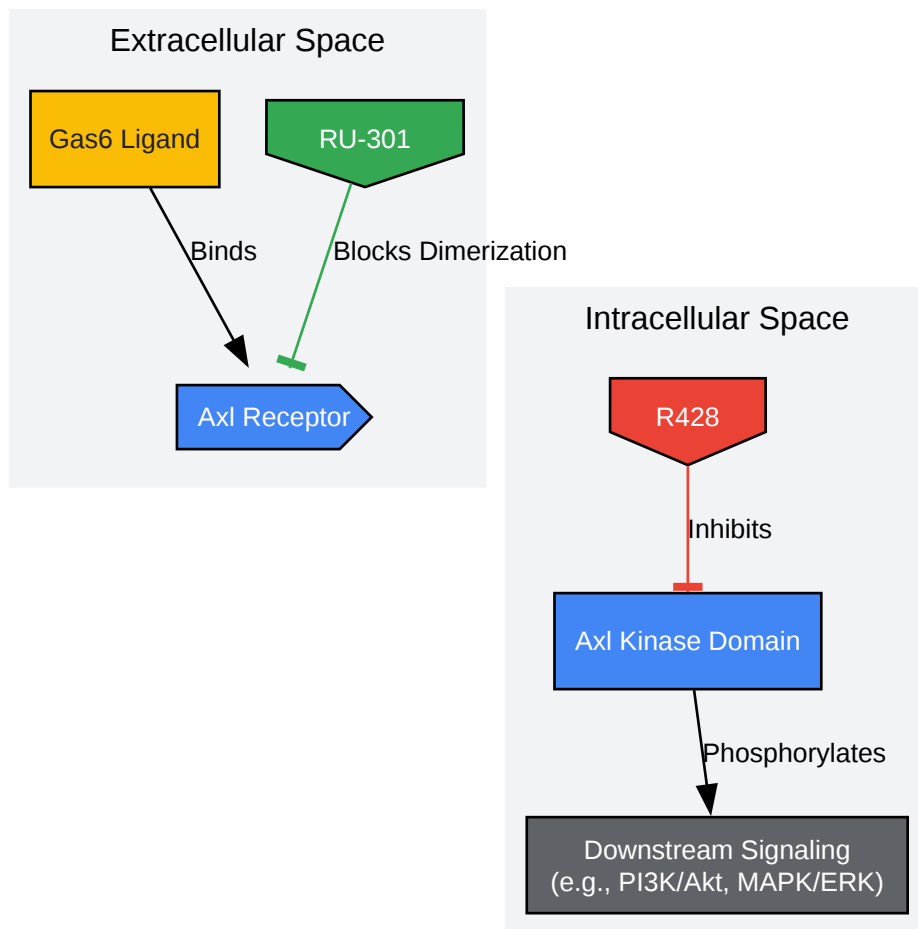 Extracellular Space
Gas6 Ligand
RU-301
Binds
Blocks Dimerization
Axl Receptor
Intracellular Space
R428
Inhibits
Axl Kinase Domain
Phosphorylates
Downstream Signaling
(e.g., PI3K/Akt, MAPK/ERK)